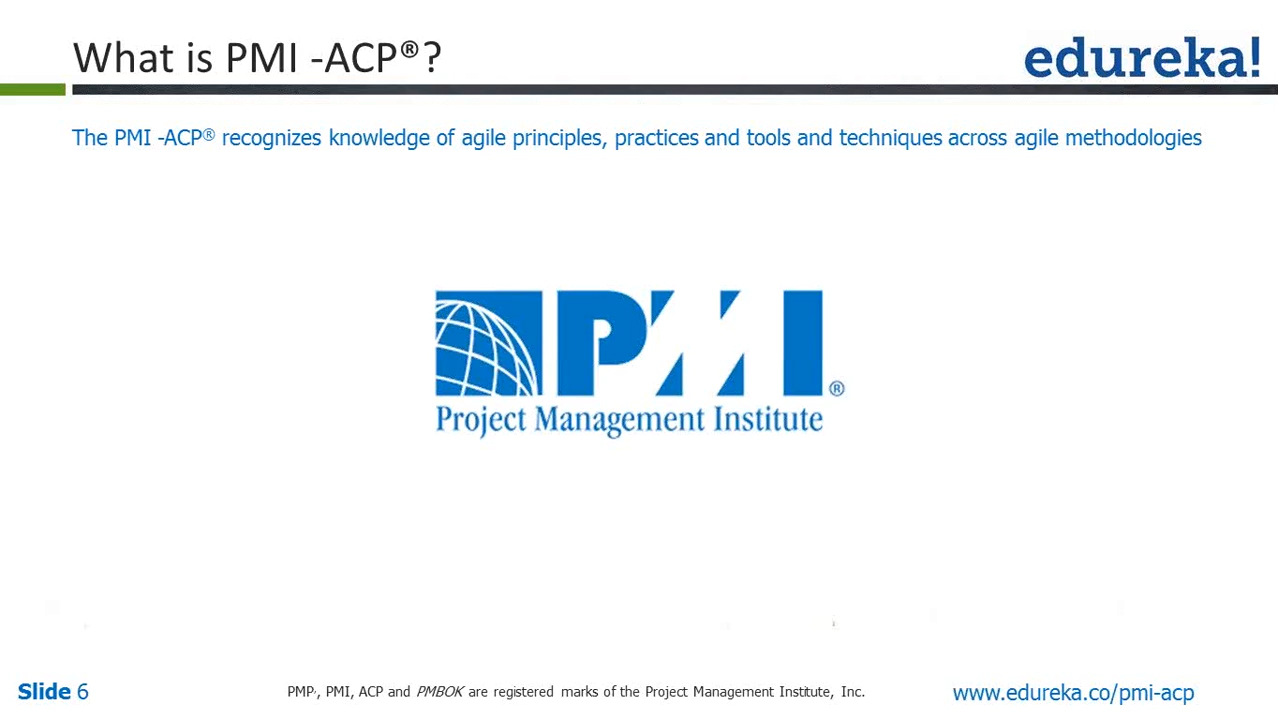 What is PMI -ACP®?
edureka!
The PMI -ACP® recognizes knowledge of agile principles, practices and tools and techniques across agile methodologies
PMI®
Project Management Institute
Slide 6
PMP., PMI, ACP and PMBOK are registered marks of the Project Management Institute, Inc.
www.edureka.co/pmi-acp